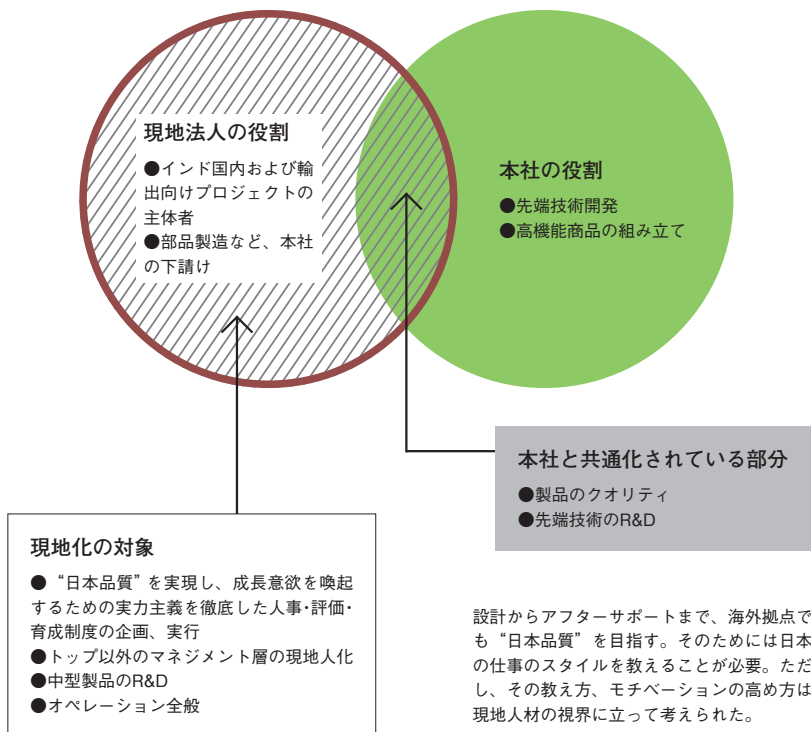 現地法人の役割
●インド国内および輸
出向けプロジェクトの
主体者
●部品製造など、本社
の下請け
本社の役割
●先端技術開発
●高機能商品の組み立て
本社と共通化されている部分
●製品のクオリティ
●先端技術のR&D
現地化の対象
●“日本品質”を実現し、成長意欲を喚起
するための実力主義を徹底した人事・評価・
育成制度の企画、実行
●トップ以外のマネジメント層の現地人化
●中型製品のR&D
●オペレーション全般
設計からアフターサポートまで、海外拠点で
も“日本品質”を目指す。そのためには日本
の仕事のスタイルを教えることが必要。ただ
し、その教え方、モチベーションの高め方は
現地人材の視界に立って考えられた。